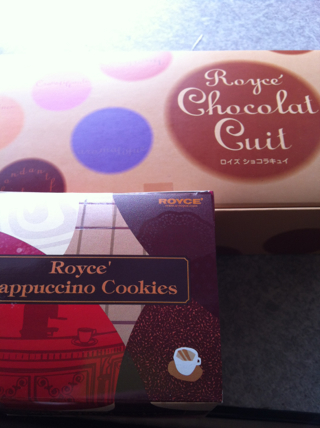 Royce'
Chocolat
Cuit
ロイズ ショコラキュイ
ROYCE'
Royce'
appuccino Cookies